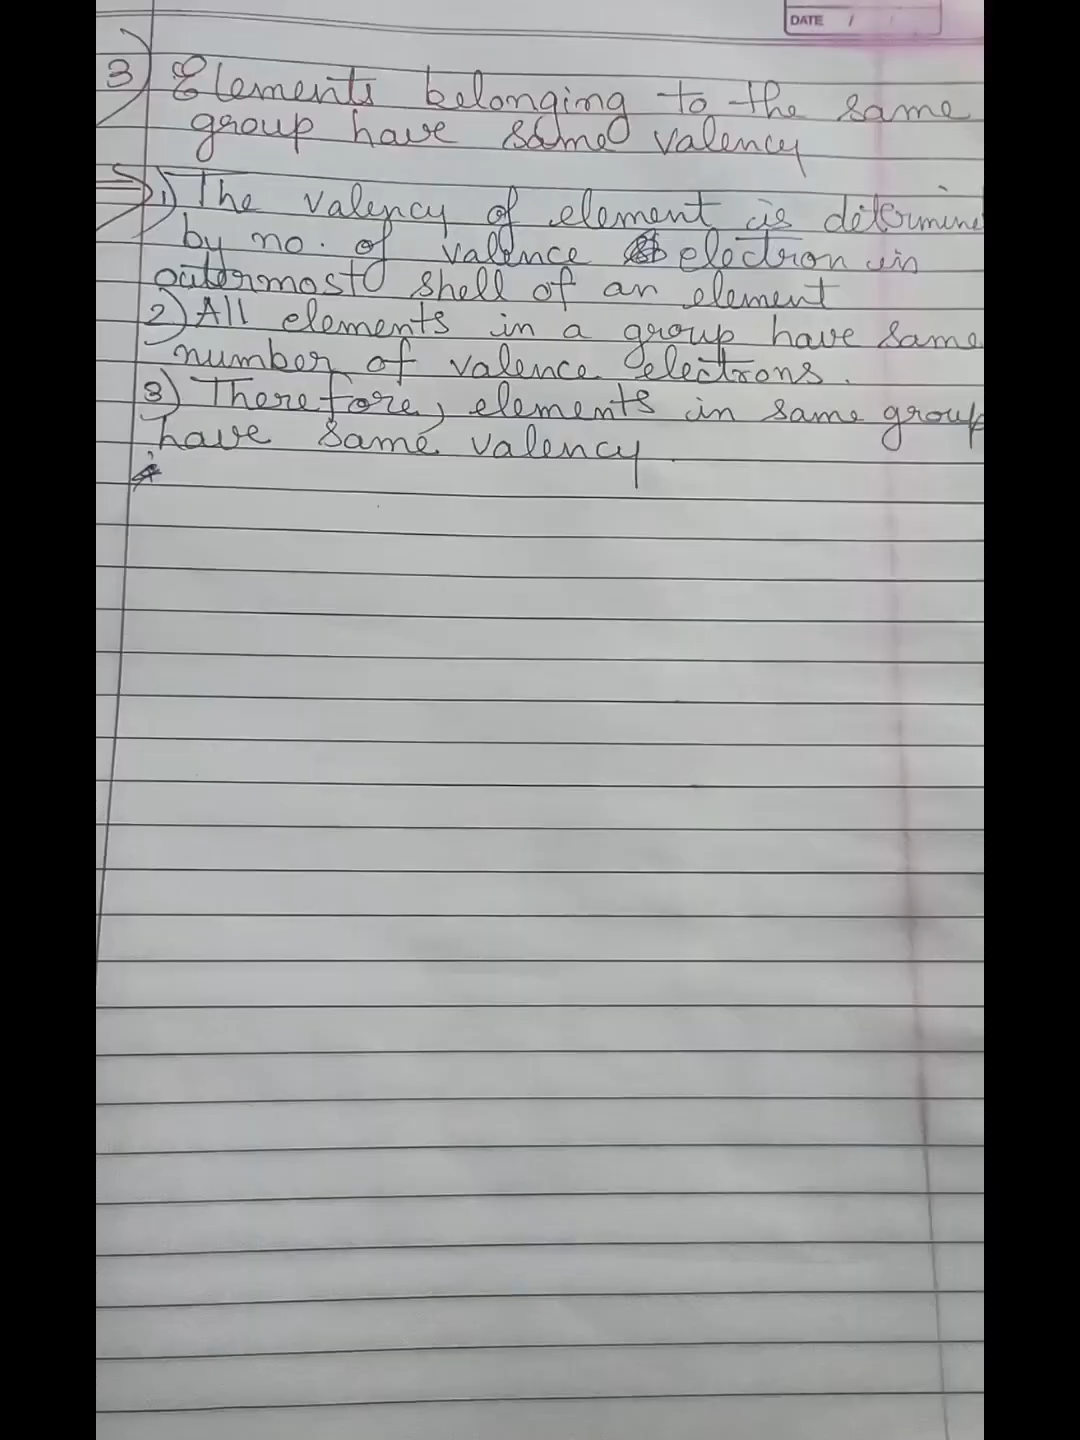 DATE / /
3) Elements belonging to the same
group have same valency
⇒ 1) The valency of element is determine
by no. of valence electron in
outermost shell of an element
2) All elements in a group have same
number of valence electrons.
3) Therefore, elements in same group
have same valency.